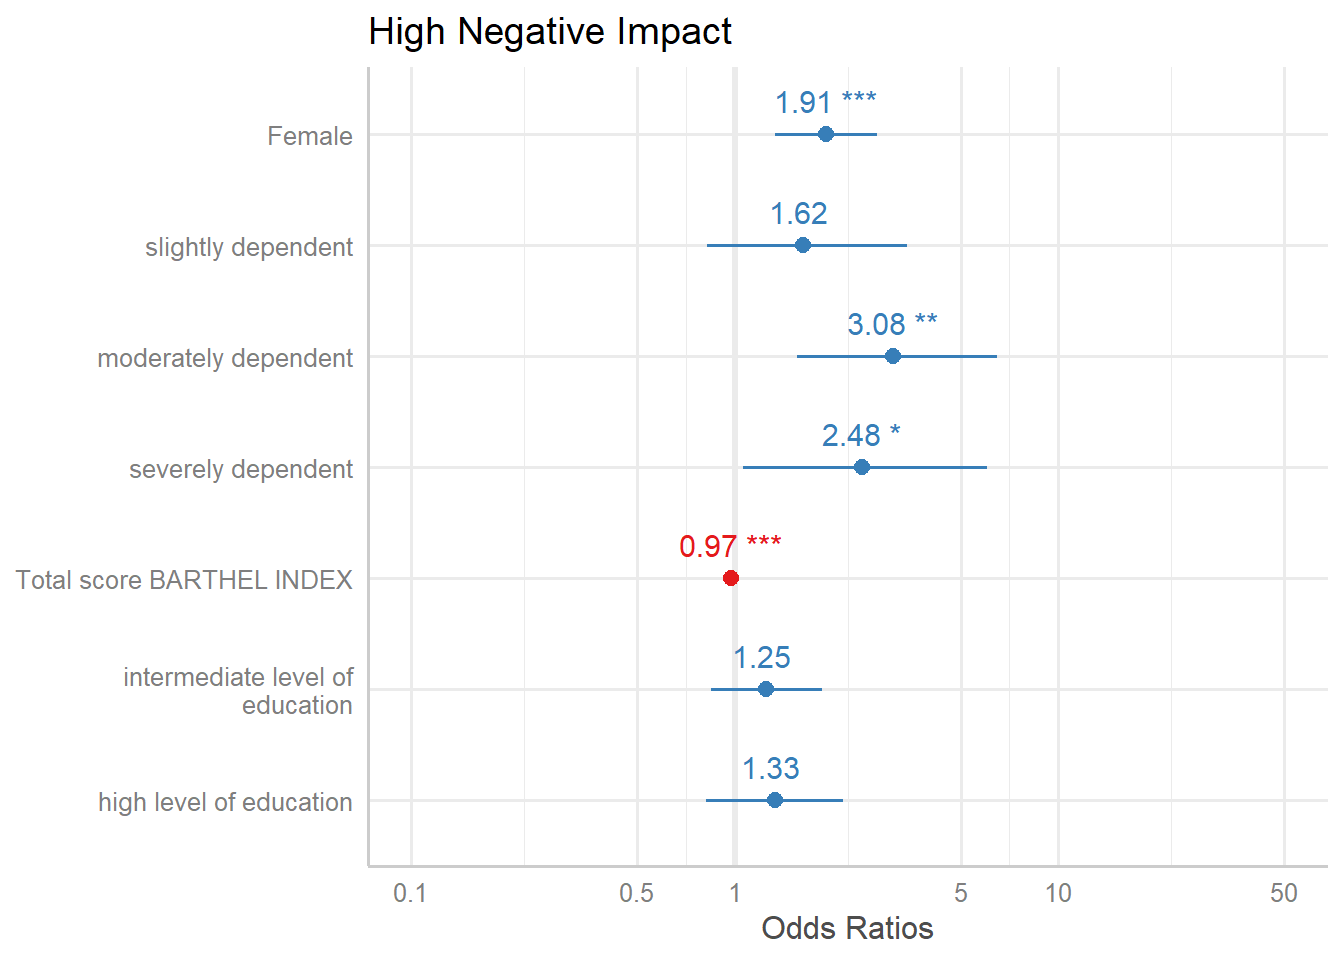 High Negative Impact
1.91 ***
Female
1.62
slightly dependent
3.08 **
moderately dependent
2.48 *
severely dependent
0.97 ***
Total score BARTHEL INDEX
1.25
intermediate level of
education
1.33
high level of education
0.1 0.5 1 5 10 50
Odds Ratios